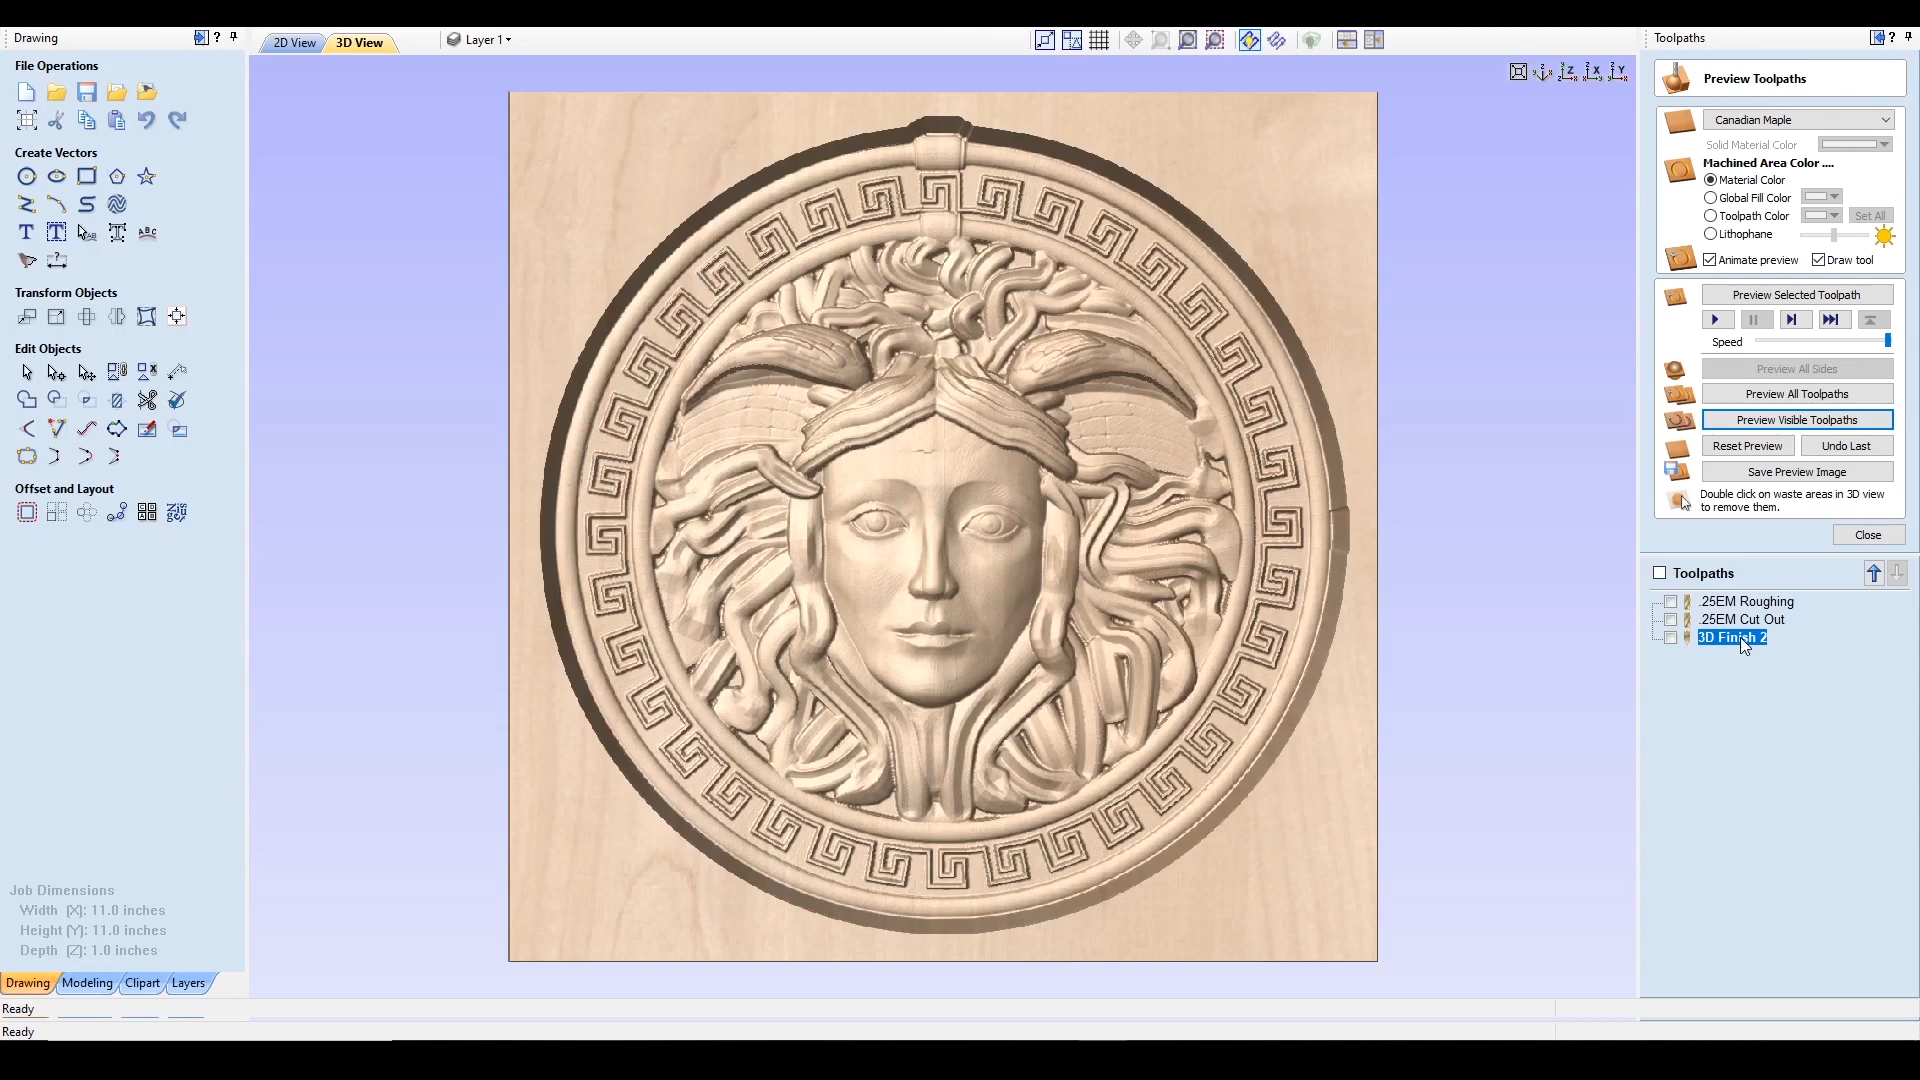 Drawing
?
File Operations
Create Vectors
Transform Objects
Edit Objects
Offset and Layout
Job Dimensions
Width (X): 11.0 inches
Height (Y): 11.0 inches
Depth (Z): 1.0 inches
Drawing Modeling Clipart Layers
Ready
Ready
2D View 3D View
Layer 1
Toolpaths
?
Preview Toolpaths
Canadian Maple
Solid Material Color
Machined Area Color ....
Material Color
Global Fill Color
Toolpath Color Set All
Lithophane
Animate preview Draw tool
Preview Selected Toolpath
Speed
Preview All Sides
Preview All Toolpaths
Preview Visible Toolpaths
Reset Preview Undo Last
Save Preview Image
Double click on waste areas in 3D view
to remove them.
Close
Toolpaths
.25EM Roughing
.25EM Cut Out
3D Finish 2